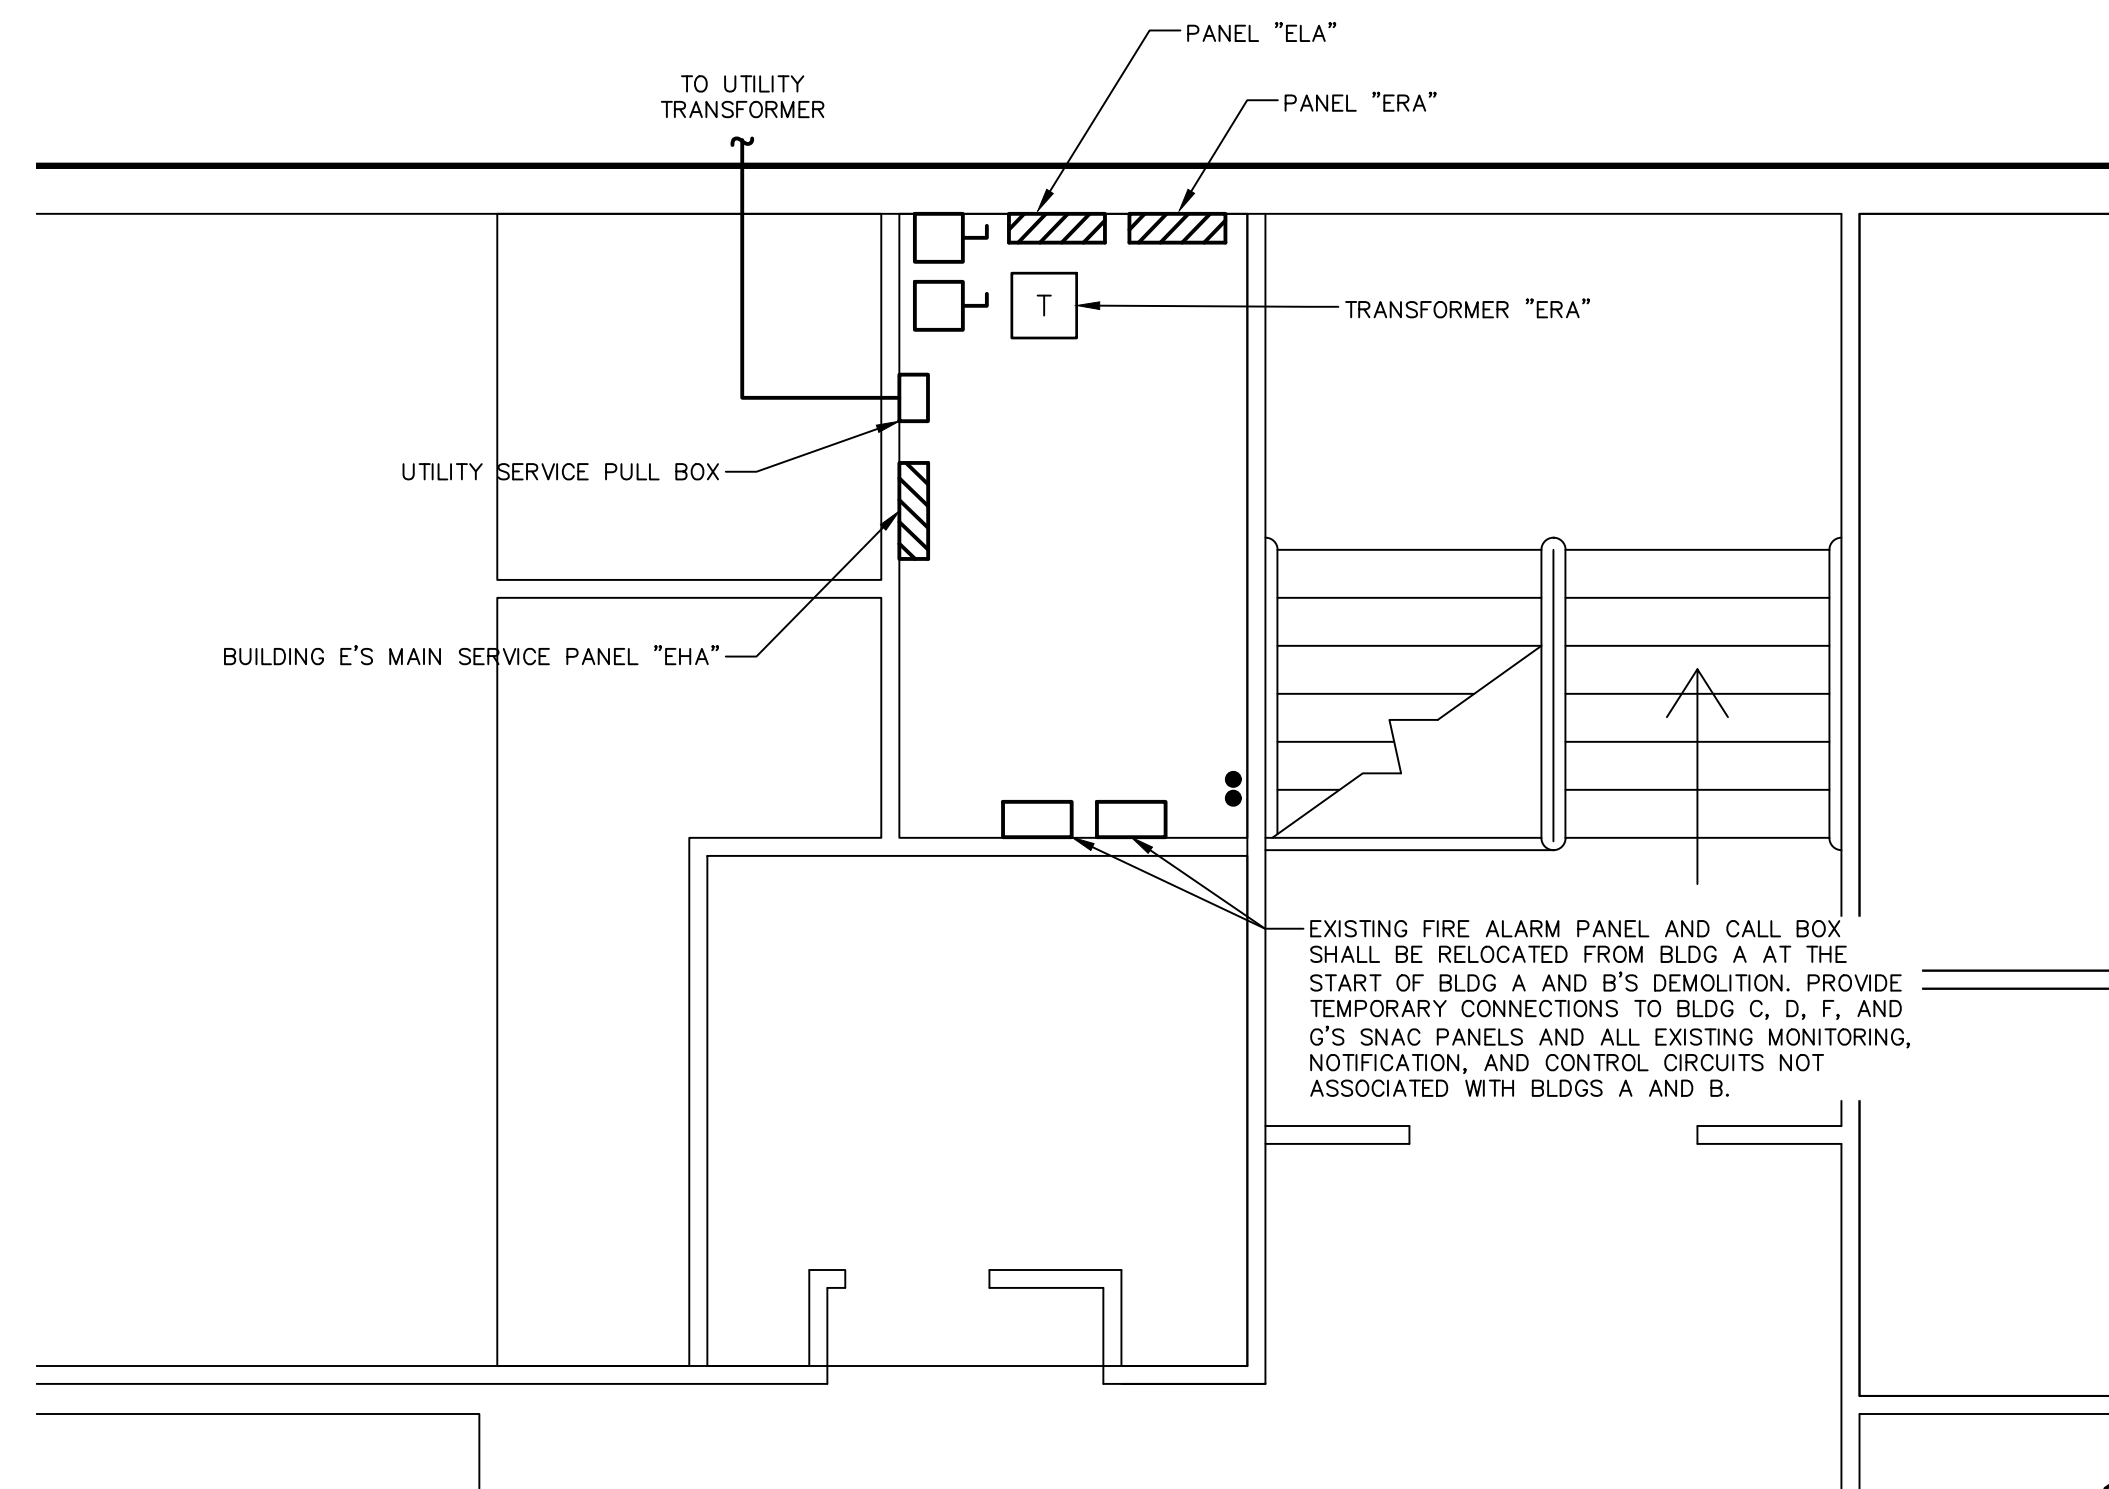 PANEL "ELA"
TO UTILITY
TRANSFORMER
PANEL "ERA"
T
TRANSFORMER "ERA"
UTILITY SERVICE PULL BOX
BUILDING E'S MAIN SERVICE PANEL "EHA"
EXISTING FIRE ALARM PANEL AND CALL BOX
SHALL BE RELOCATED FROM BLDG A AT THE
START OF BLDG A AND B'S DEMOLITION. PROVIDE
TEMPORARY CONNECTIONS TO BLDG C, D, F, AND
G'S SNAC PANELS AND ALL EXISTING MONITORING,
NOTIFICATION, AND CONTROL CIRCUITS NOT
ASSOCIATED WITH BLDGS A AND B.